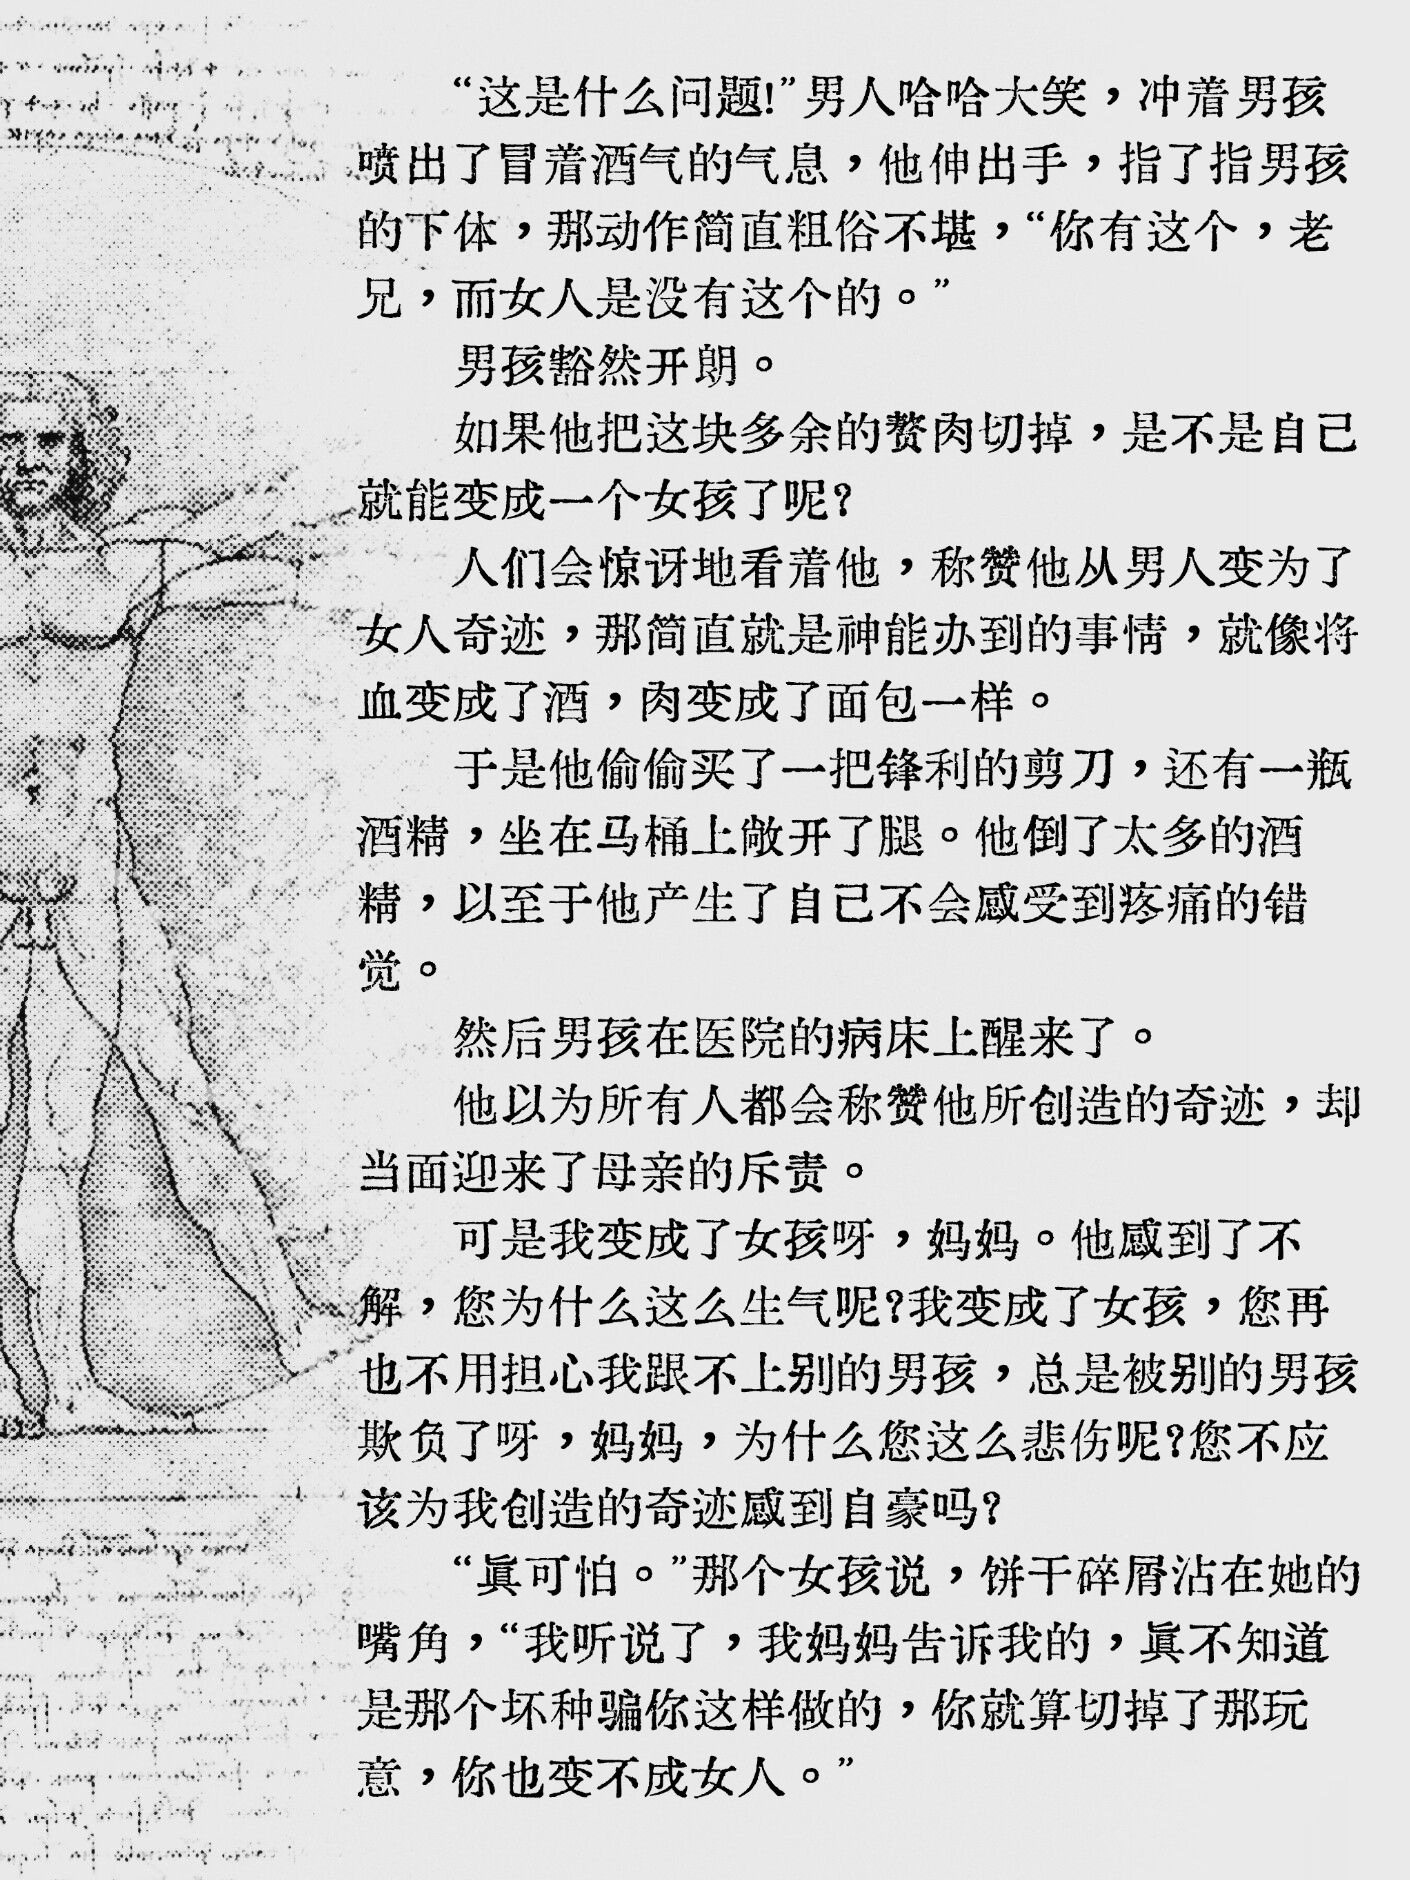 “这是什么问题!”男人哈哈大笑，冲着男孩
喷出了冒着酒气的气息，他伸出手，指了指男孩
的下体，那动作简直粗俗不堪，“你有这个，老
兄，而女人是没有这个的。”
男孩豁然开朗。
如果他把这块多余的赘肉切掉，是不是自己
就能变成一个女孩了呢?
人们会惊讶地看着他，称赞他从男人变为了
女人奇迹，那简直就是神能办到的事情，就像将
血变成了酒，肉变成了面包一样。
于是他偷偷买了一把锋利的剪刀，还有一瓶
酒精，坐在马桶上敞开了腿。他倒了太多的酒
精，以至于他产生了自己不会感受到疼痛的错
觉。
然后男孩在医院的病床上醒来了。
他以为所有人都会称赞他所创造的奇迹，却
当面迎来了母亲的斥责。
可是我变成了女孩呀，妈妈。他感到了不
解，您为什么这么生气呢?我变成了女孩，您再
也不用担心我跟不上别的男孩，总是被别的男孩
欺负了呀，妈妈，为什么您这么悲伤呢?您不应
该为我创造的奇迹感到自豪吗?
“真可怕。”那个女孩说，饼干碎屑沾在她的
嘴角，“我听说了，我妈妈告诉我的，真不知道
是那个坏种骗你这样做的，你就算切掉了那玩
意，你也变不成女人。”